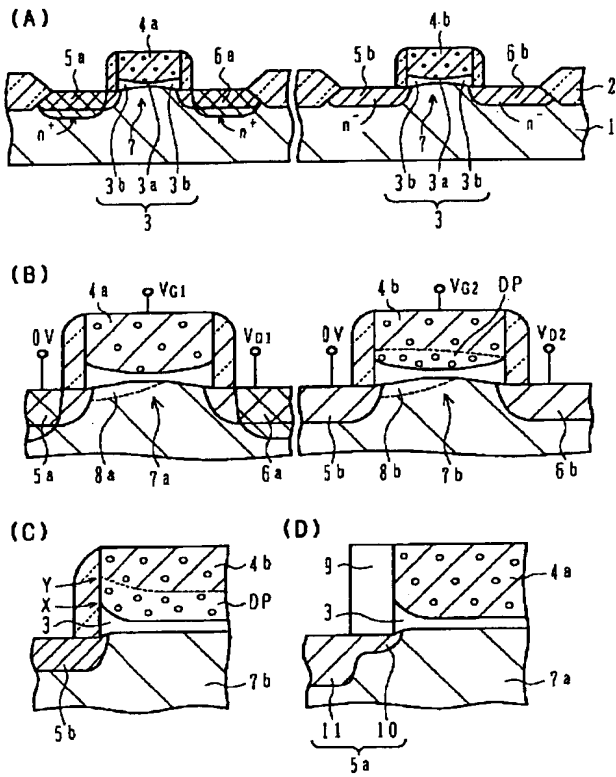 (A)
4a 4b
5a 6a 5b 6b
2
1
n⁺ 7 n⁺ n⁻ 7 n⁻
3b 3a 3b 3b 3a 3b
3 3
(B)
4a VG1 4b VG2 DP
0V VD1 0V VD2
5a 8a 7a 6a 5b 8b 7b 6b
(C) (D)
Y 4b 9 4a
X DP 3
3
5b 7b 11 10 7a
5a